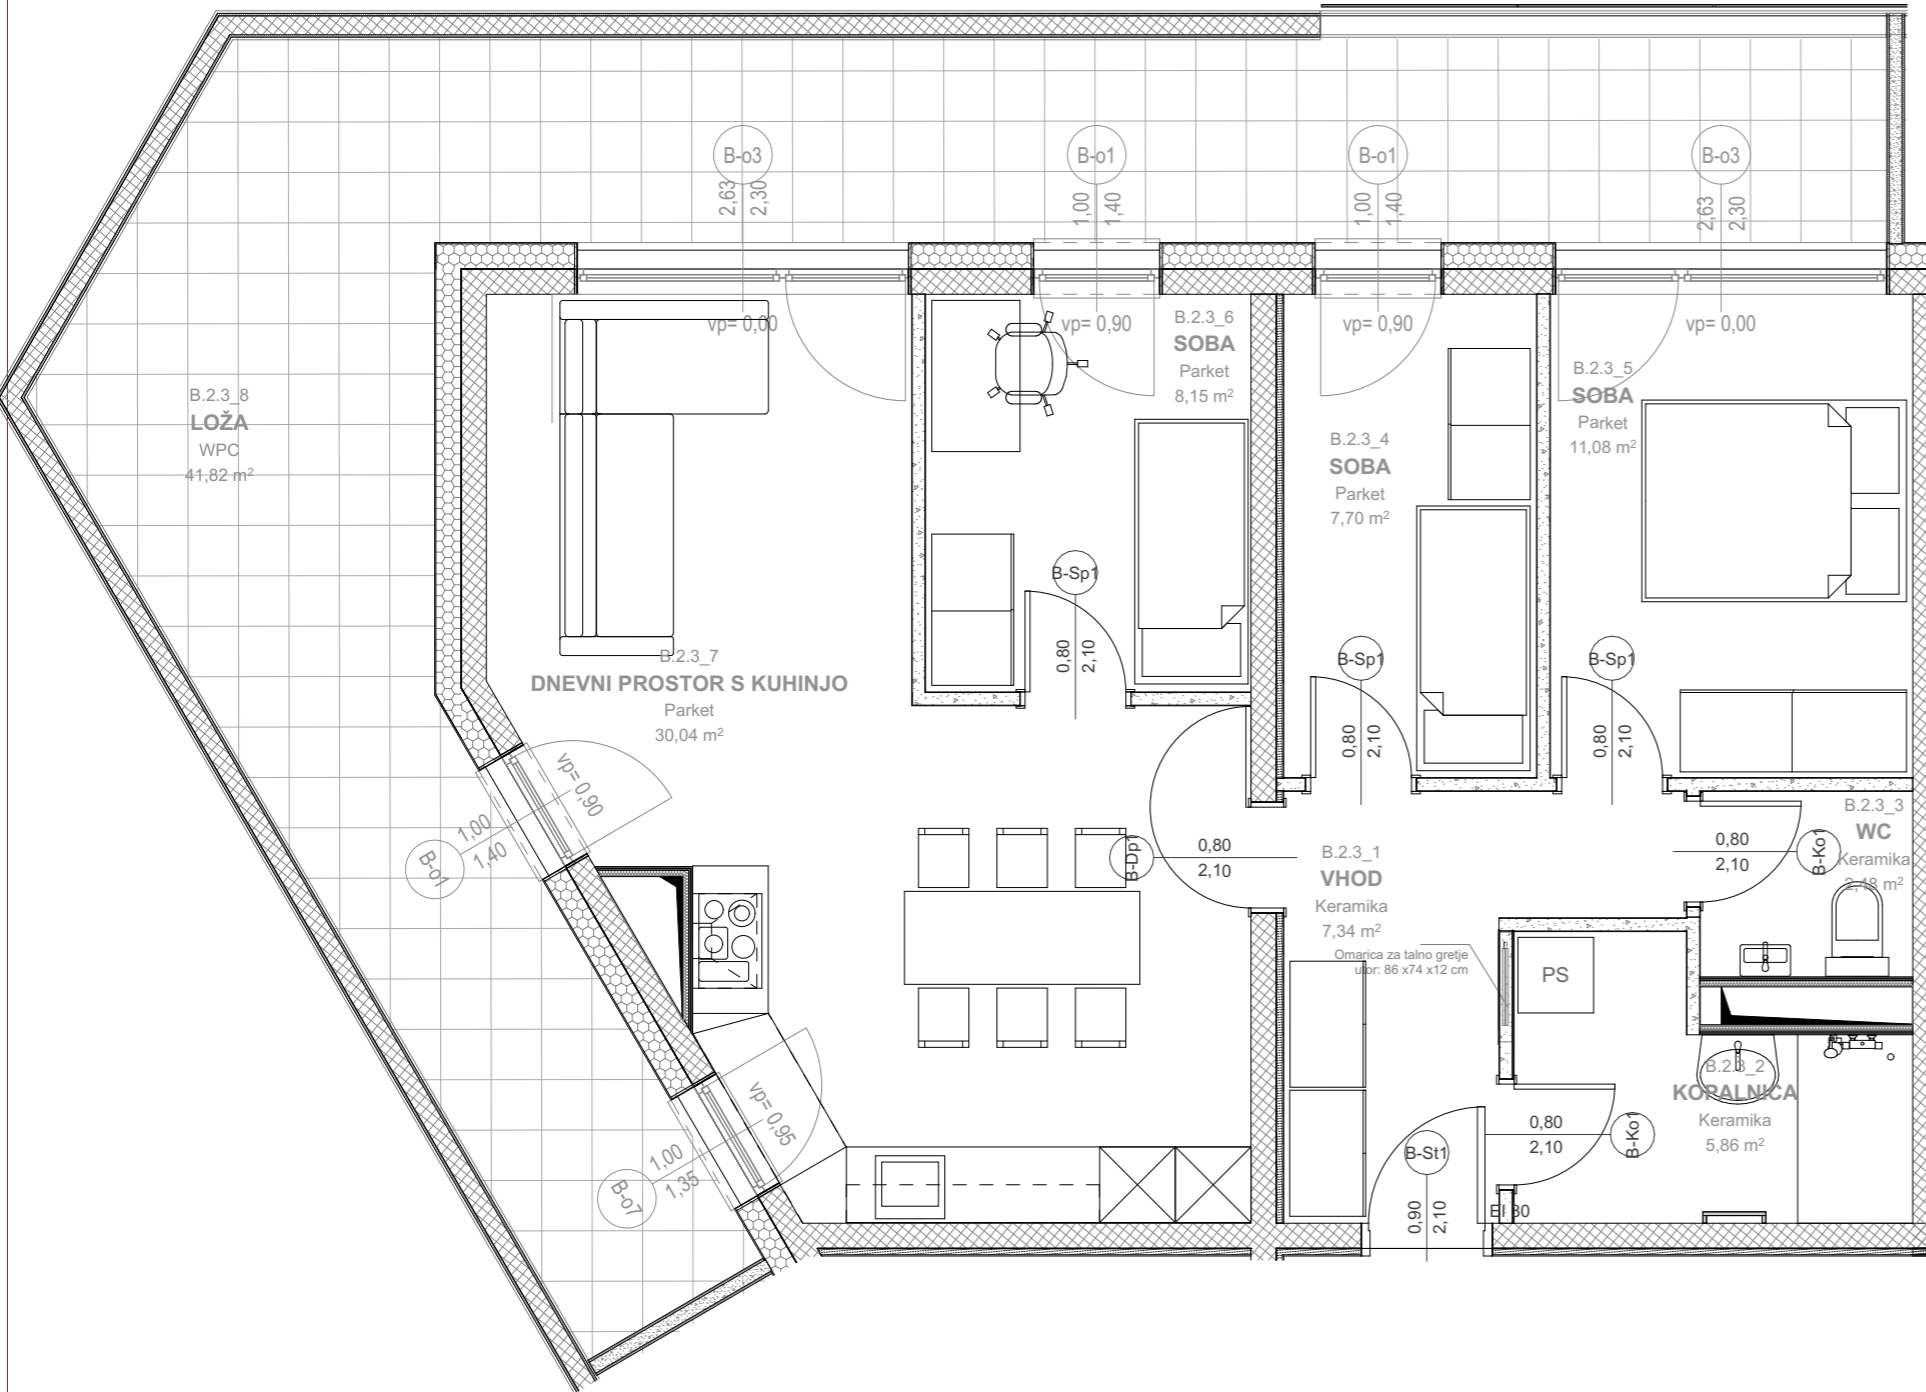 B-o3
2,63
2,30
B-o1
1,00
1,40
B-o1
1,00
1,40
B-o3
2,63
2,30
vp= 0,00
vp= 0,90
vp= 0,90
vp= 0,00
B.2.3_6
SOBA
Parket
8,15 m²
B.2.3_5
SOBA
Parket
11,08 m²
B.2.3_8
LOŽA
WPC
41,82 m²
B.2.3_4
SOBA
Parket
7,70 m²
B-Sp1
0,80
2,10
B-Sp1
0,80
2,10
B-Sp1
0,80
2,10
B.2.3_7
DNEVNI PROSTOR S KUHINJO
Parket
30,04 m²
vp= 0,90
1,00
1,40
B-o1
B-Dp1
0,80
2,10
B.2.3_1
VHOD
Keramika
7,34 m²
Omarica za talno gretje
utor: 86 x74 x12 cm
0,80
2,10
B-Ko1
B.2.3_3
WC
Keramika
2,48 m²
PS
B.2.3_2
KOPALNICA
Keramika
5,86 m²
vp= 0,95
1,00
1,35
B-o7
B-St1
0,90
2,10
0,80
2,10
B-Ko1
EI 30